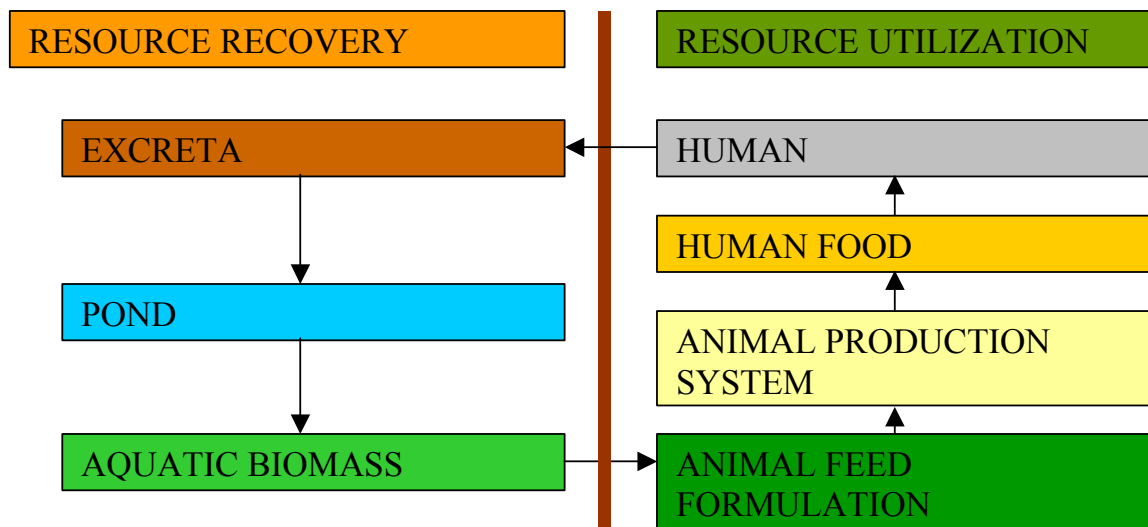 RESOURCE RECOVERY
RESOURCE UTILIZATION
EXCRETA
HUMAN
HUMAN FOOD
POND
ANIMAL PRODUCTION
SYSTEM
AQUATIC BIOMASS
ANIMAL FEED
FORMULATION